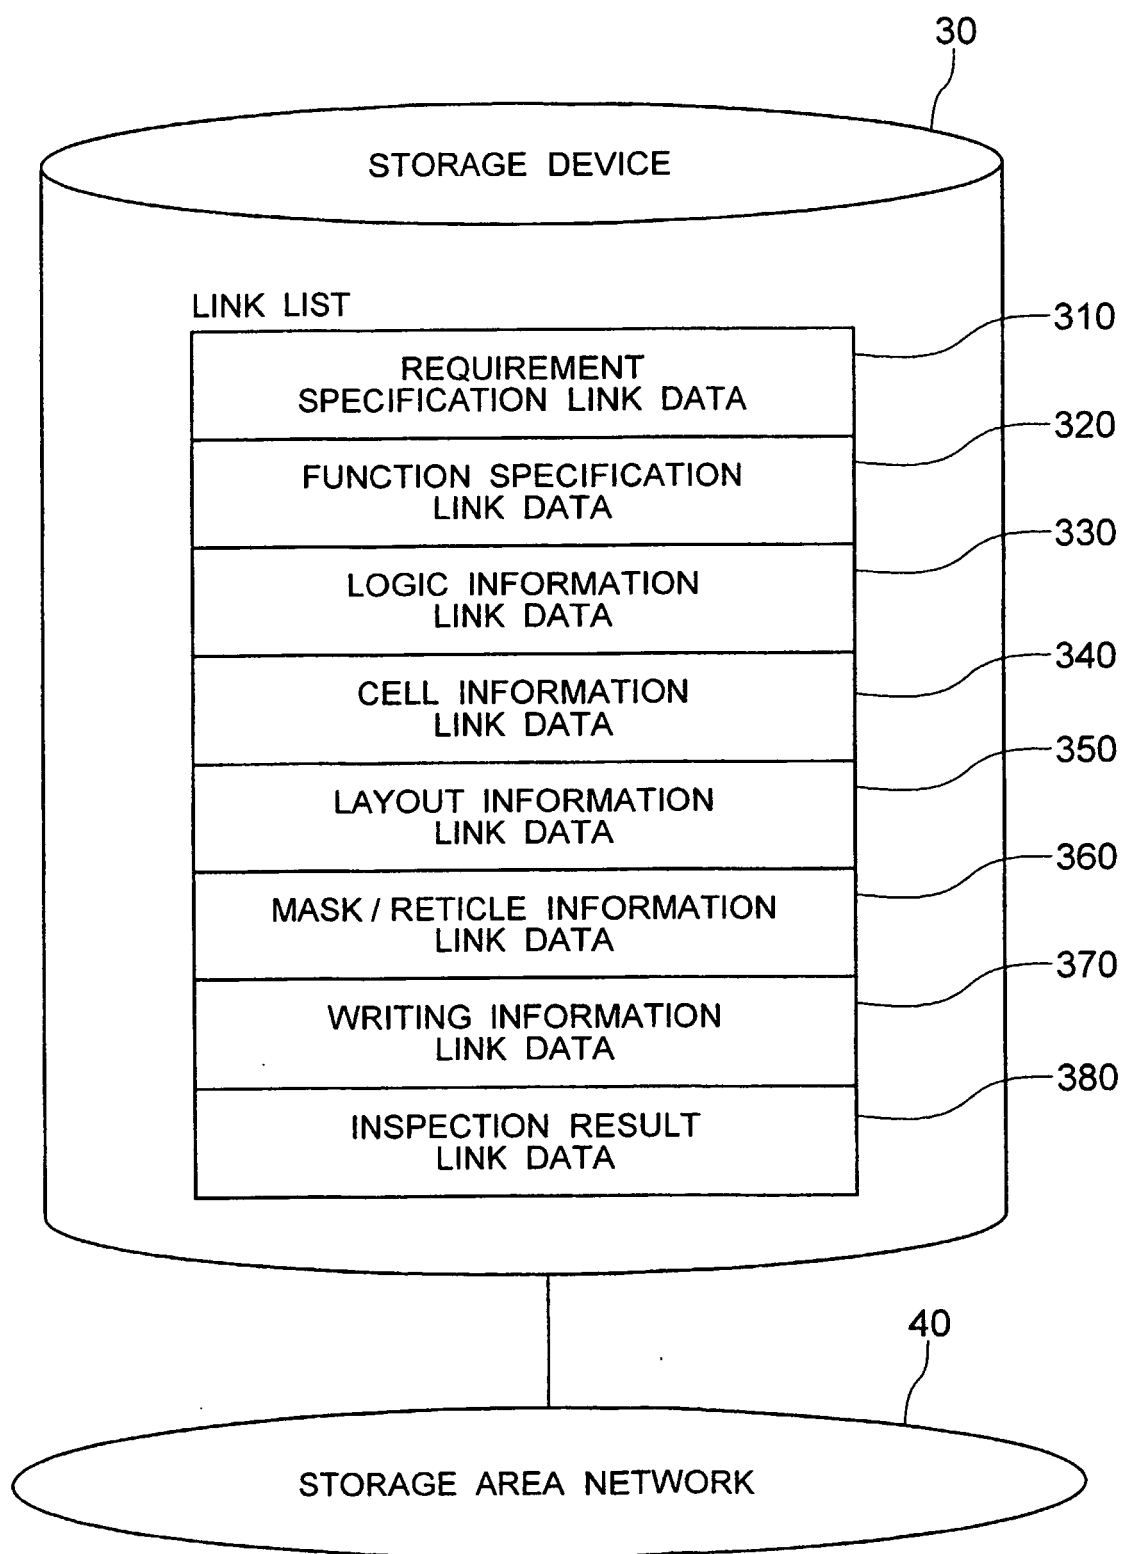 30
STORAGE DEVICE
LINK LIST
REQUIREMENT
SPECIFICATION LINK DATA
310
FUNCTION SPECIFICATION
LINK DATA
320
LOGIC INFORMATION
LINK DATA
330
CELL INFORMATION
LINK DATA
340
LAYOUT INFORMATION
LINK DATA
350
MASK / RETICLE INFORMATION
LINK DATA
360
WRITING INFORMATION
LINK DATA
370
INSPECTION RESULT
LINK DATA
380
40
STORAGE AREA NETWORK